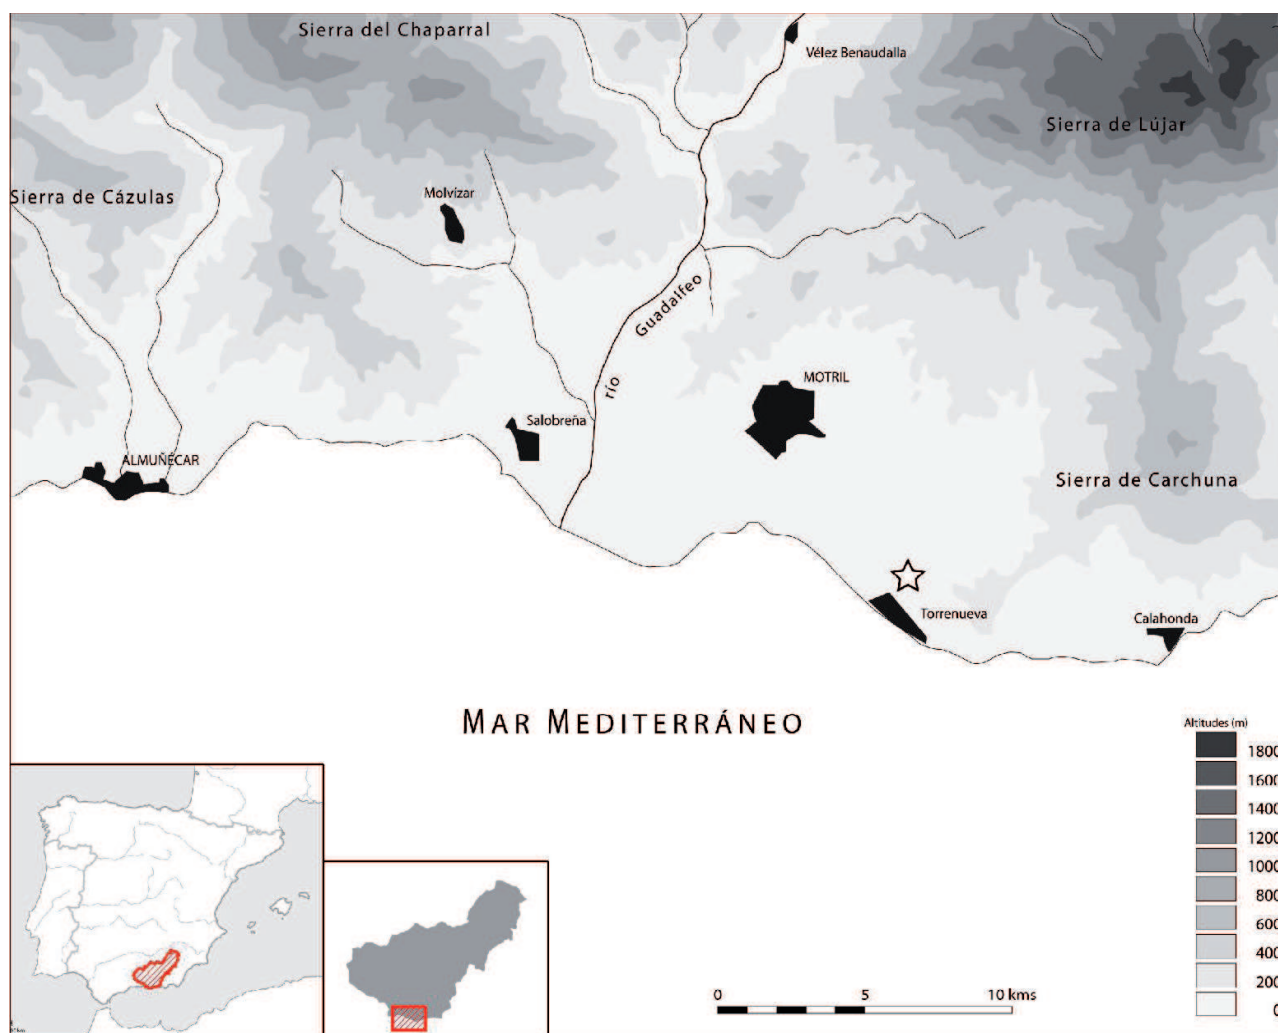 Sierra del Chaparral
Vélez Benaudalla
Sierra de Lújar
Sierra de Cázulas
Molvízar
río Guadalfeo
MOTRIL
Salobreña
ALMUÑÉCAR
Sierra de Carchuna
Torrenueva
Calahonda
MAR MEDITERRÁNEO
Altitudes (m)
1800
1600
1400
1200
1000
800
600
400
200
0
0 5 10 kms